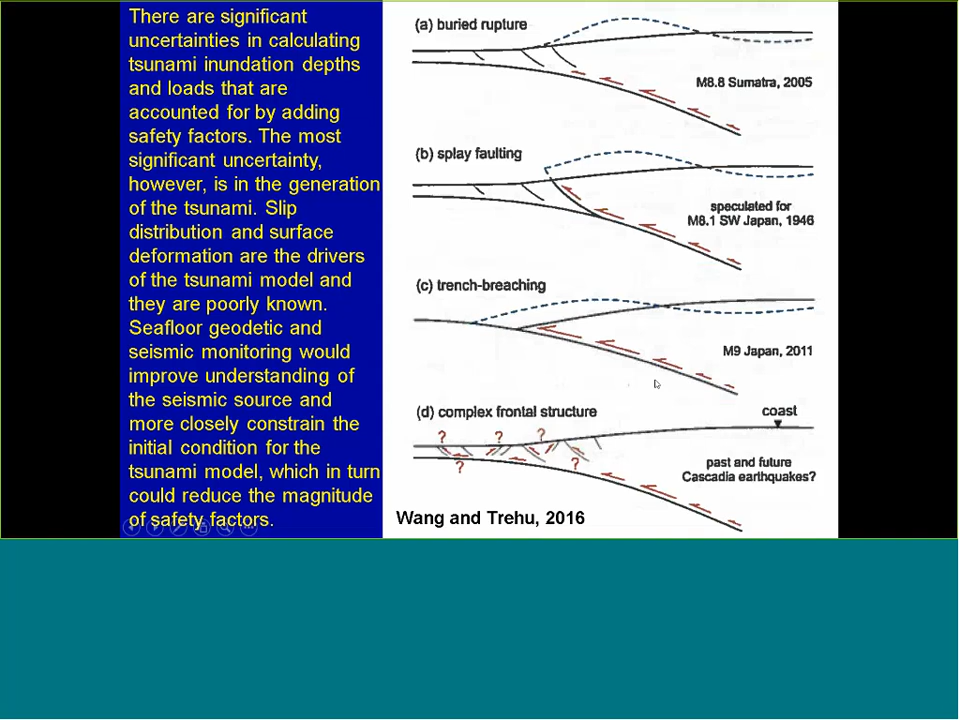 There are significant
uncertainties in calculating
tsunami inundation depths
and loads that are
accounted for by adding
safety factors. The most
significant uncertainty,
however, is in the generation
of the tsunami. Slip
distribution and surface
deformation are the drivers
of the tsunami model and
they are poorly known.
Seafloor geodetic and
seismic monitoring would
improve understanding of
the seismic source and
more closely constrain the
initial condition for the
tsunami model, which in turn
could reduce the magnitude
of safety factors.
(a) buried rupture
M8.8 Sumatra, 2005
(b) splay faulting
speculated for
M8.1 SW Japan, 1946
(c) trench-breaching
M9 Japan, 2011
(d) complex frontal structure
coast
? ? ?
? ?
past and future
Cascadia earthquakes?
Wang and Trehu, 2016